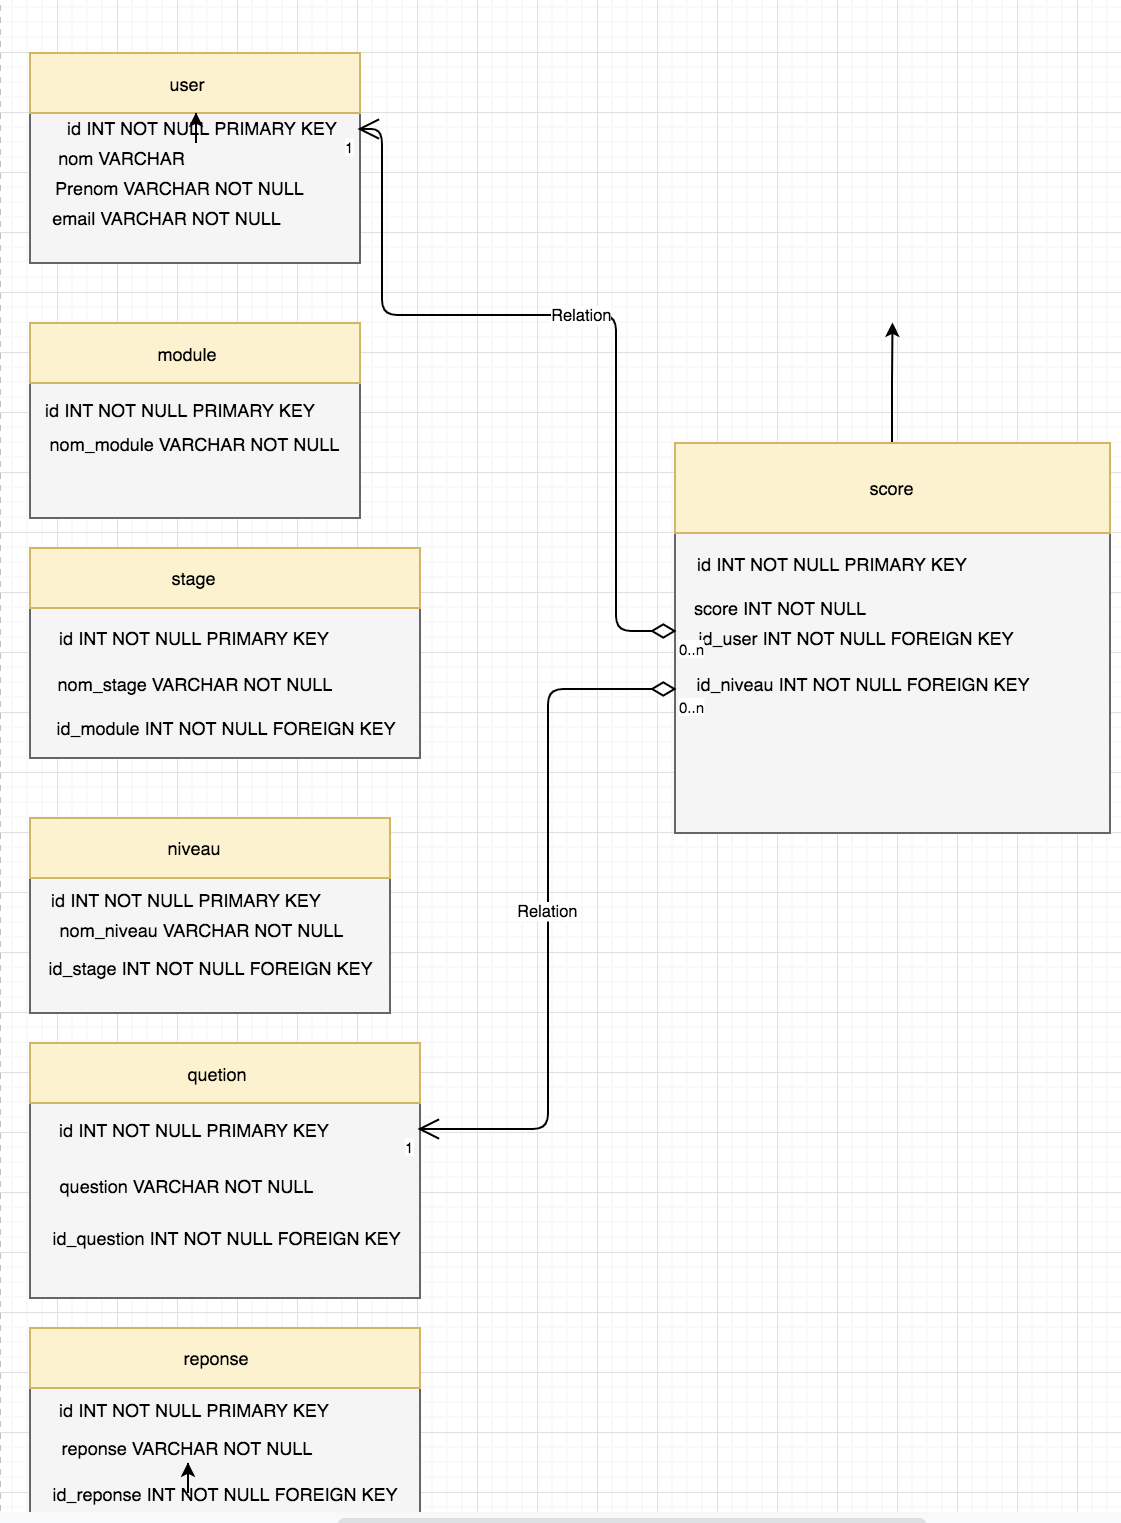 user
id INT NOT NULL PRIMARY KEY
1
nom VARCHAR
Prenom VARCHAR NOT NULL
email VARCHAR NOT NULL
Relation
module
id INT NOT NULL PRIMARY KEY
nom_module VARCHAR NOT NULL
score
id INT NOT NULL PRIMARY KEY
score INT NOT NULL
id_user INT NOT NULL FOREIGN KEY
0..n
id_niveau INT NOT NULL FOREIGN KEY
0..n
stage
id INT NOT NULL PRIMARY KEY
nom_stage VARCHAR NOT NULL
id_module INT NOT NULL FOREIGN KEY
niveau
id INT NOT NULL PRIMARY KEY
nom_niveau VARCHAR NOT NULL
id_stage INT NOT NULL FOREIGN KEY
Relation
quetion
id INT NOT NULL PRIMARY KEY
1
question VARCHAR NOT NULL
id_question INT NOT NULL FOREIGN KEY
reponse
id INT NOT NULL PRIMARY KEY
reponse VARCHAR NOT NULL
id_reponse INT NOT NULL FOREIGN KEY